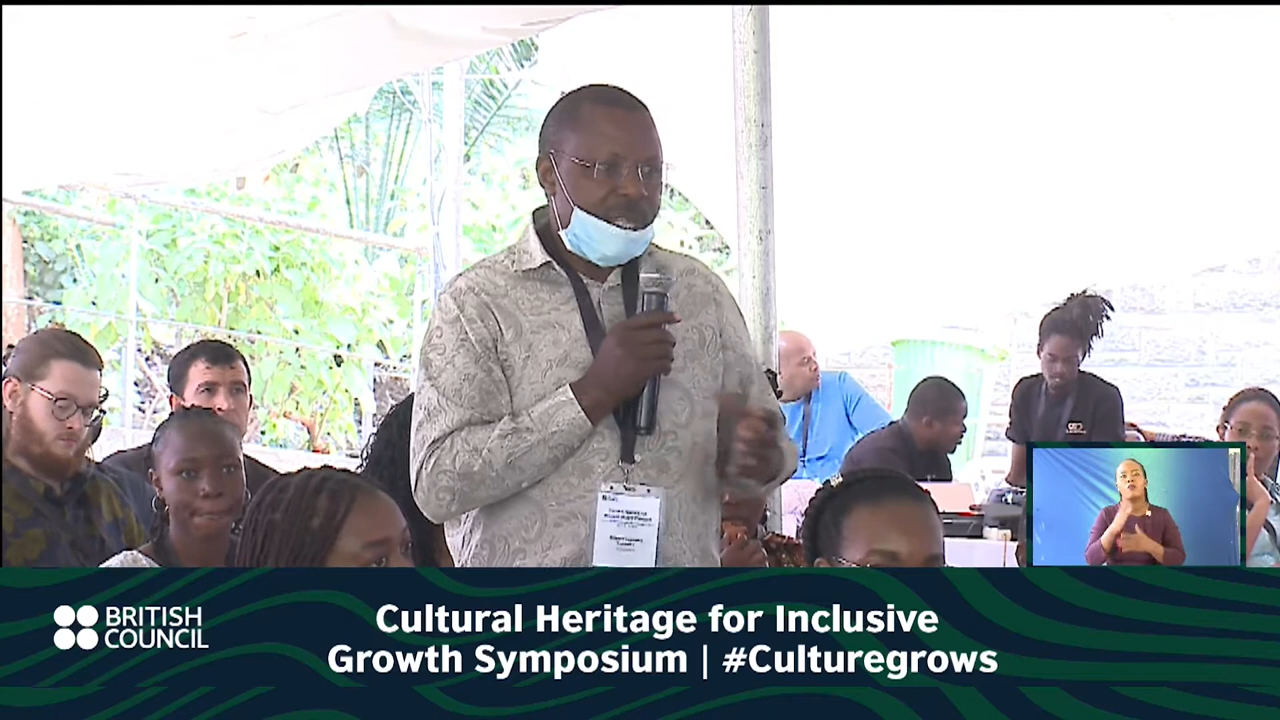 BRITISH
COUNCIL
Cultural Heritage for Inclusive
Growth Symposium | #Culturegrows